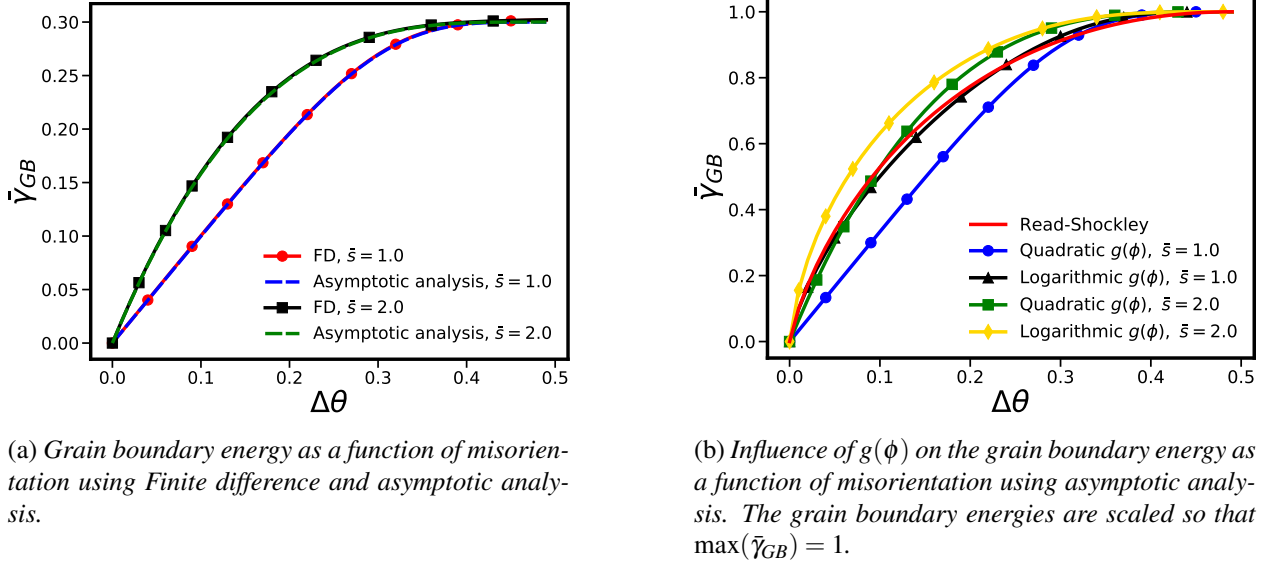 0.30
0.25
0.20
0.15
0.10
0.05
0.00
γ̄_GB
0.0 0.1 0.2 0.3 0.4 0.5
Δθ
FD, s̄ = 1.0
Asymptotic analysis, s̄ = 1.0
FD, s̄ = 2.0
Asymptotic analysis, s̄ = 2.0
(a) Grain boundary energy as a function of misorien-
tation using Finite difference and asymptotic analy-
sis.
1.0
0.8
0.6
0.4
0.2
0.0
γ̄_GB
0.0 0.1 0.2 0.3 0.4 0.5
Δθ
Read-Shockley
Quadratic g(ϕ), s̄ = 1.0
Logarithmic g(ϕ), s̄ = 1.0
Quadratic g(ϕ), s̄ = 2.0
Logarithmic g(ϕ), s̄ = 2.0
(b) Influence of g(ϕ) on the grain boundary energy as
a function of misorientation using asymptotic analy-
sis. The grain boundary energies are scaled so that
max(γ̄_GB) = 1.